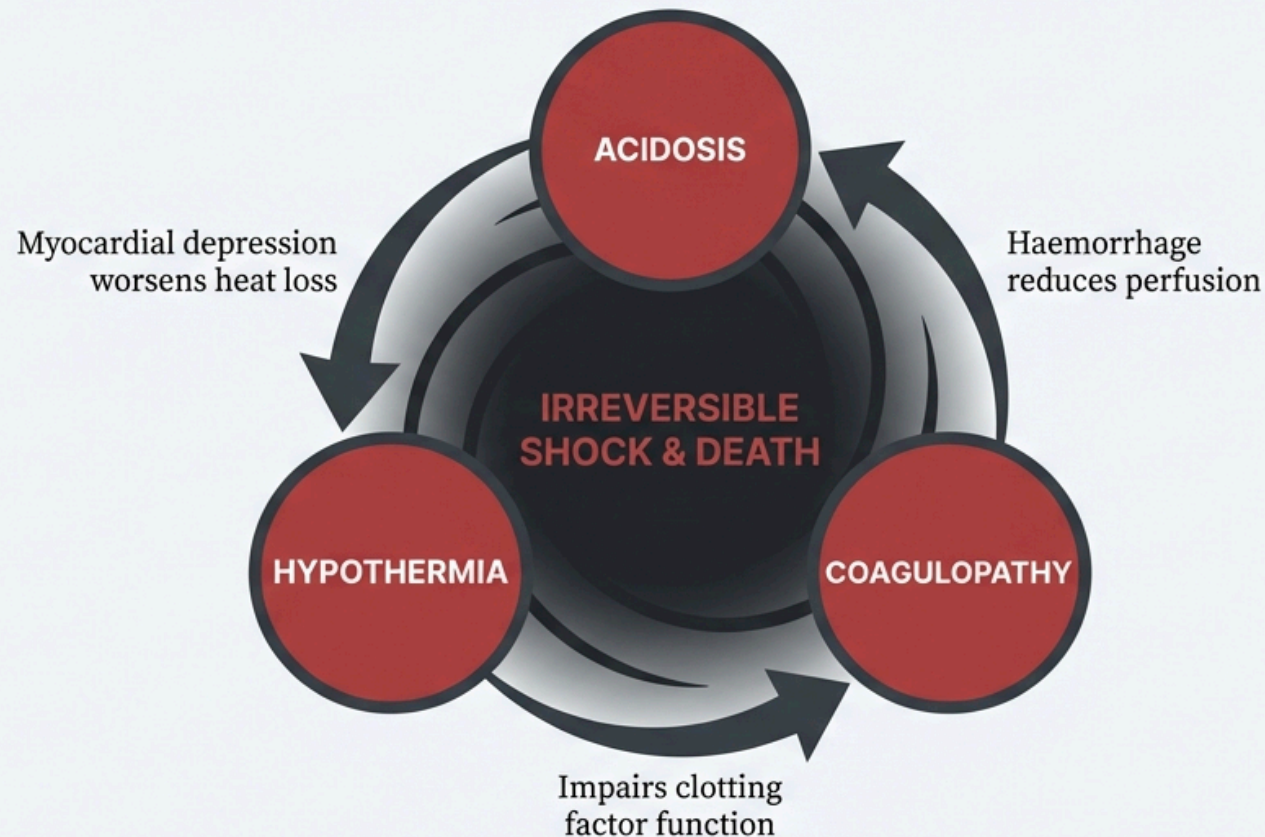 ACIDOSIS
Myocardial depression
worsens heat loss
Haemorrhage
reduces perfusion
IRREVERSIBLE
SHOCK & DEATH
HYPOTHERMIA
COAGULOPATHY
Impairs clotting
factor function